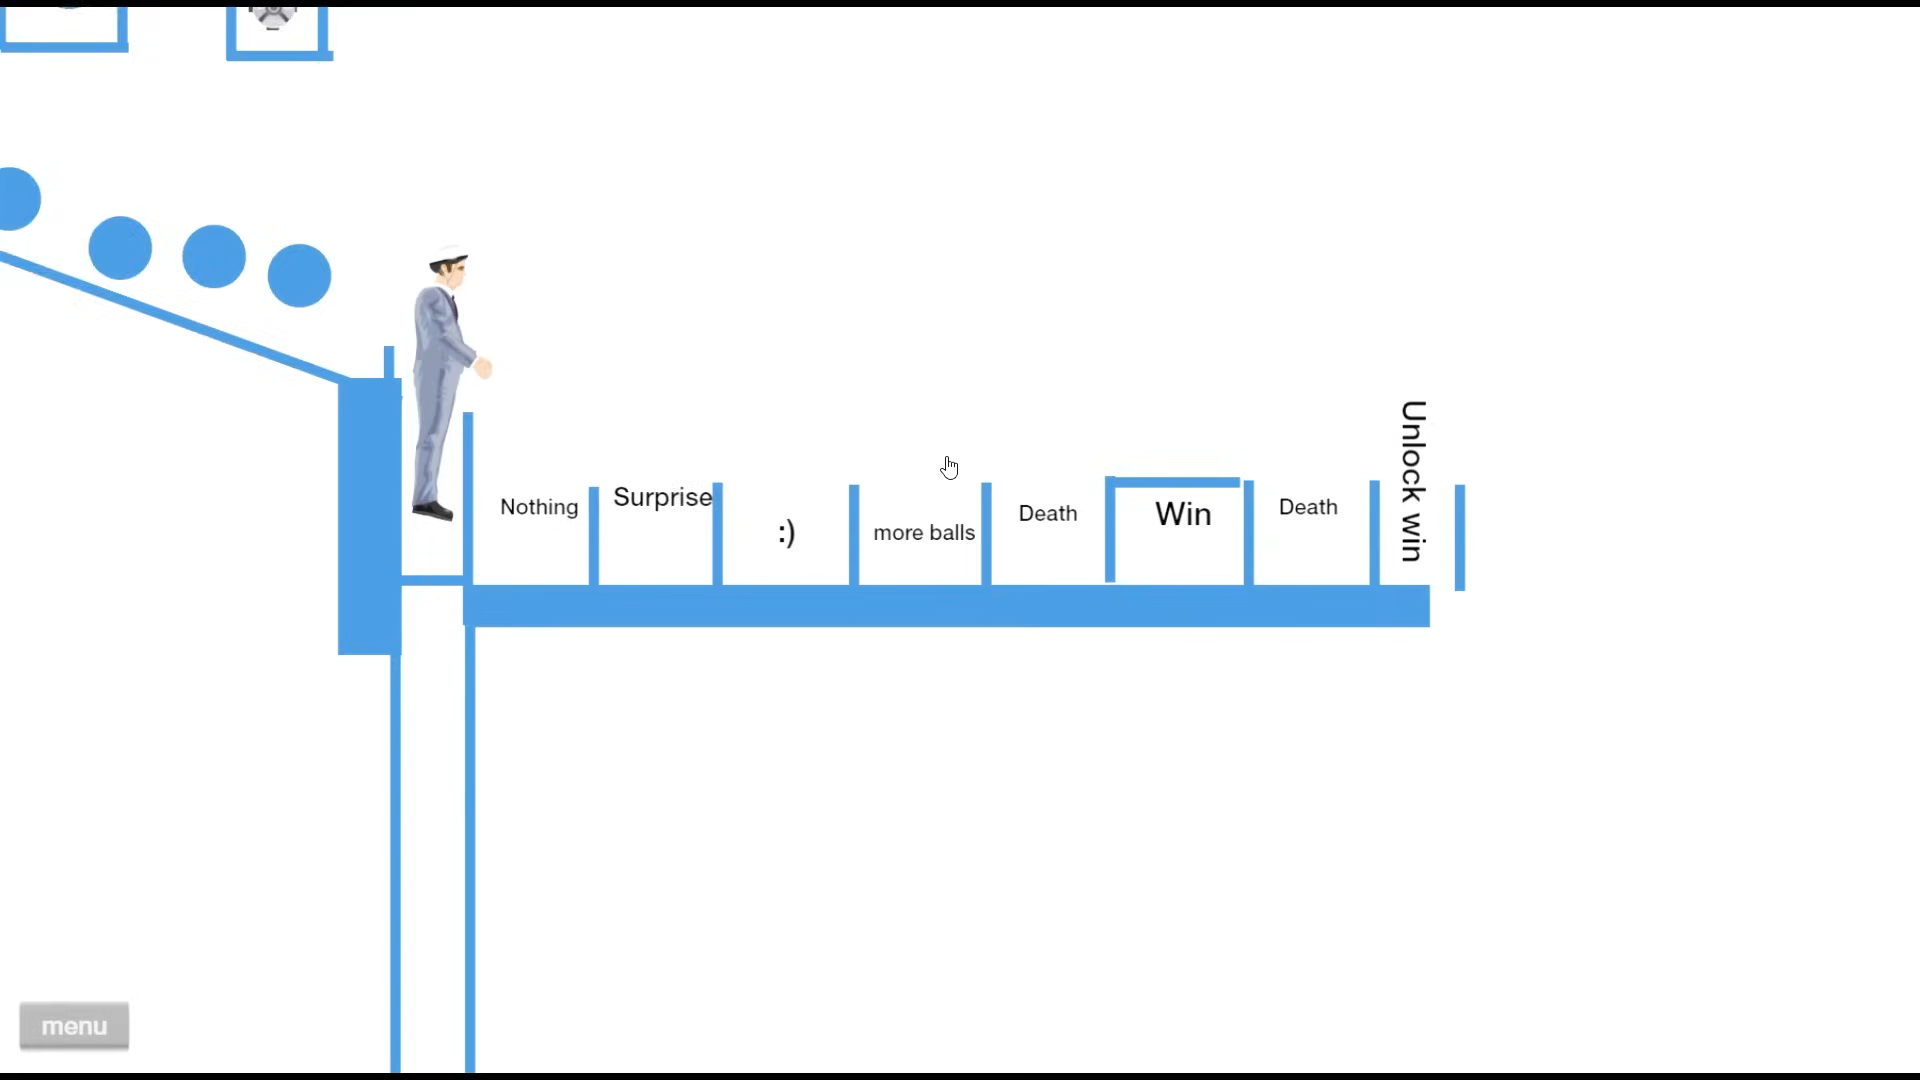 Nothing
Surprise
:)
more balls
Death
Win
Death
Unlock win
menu